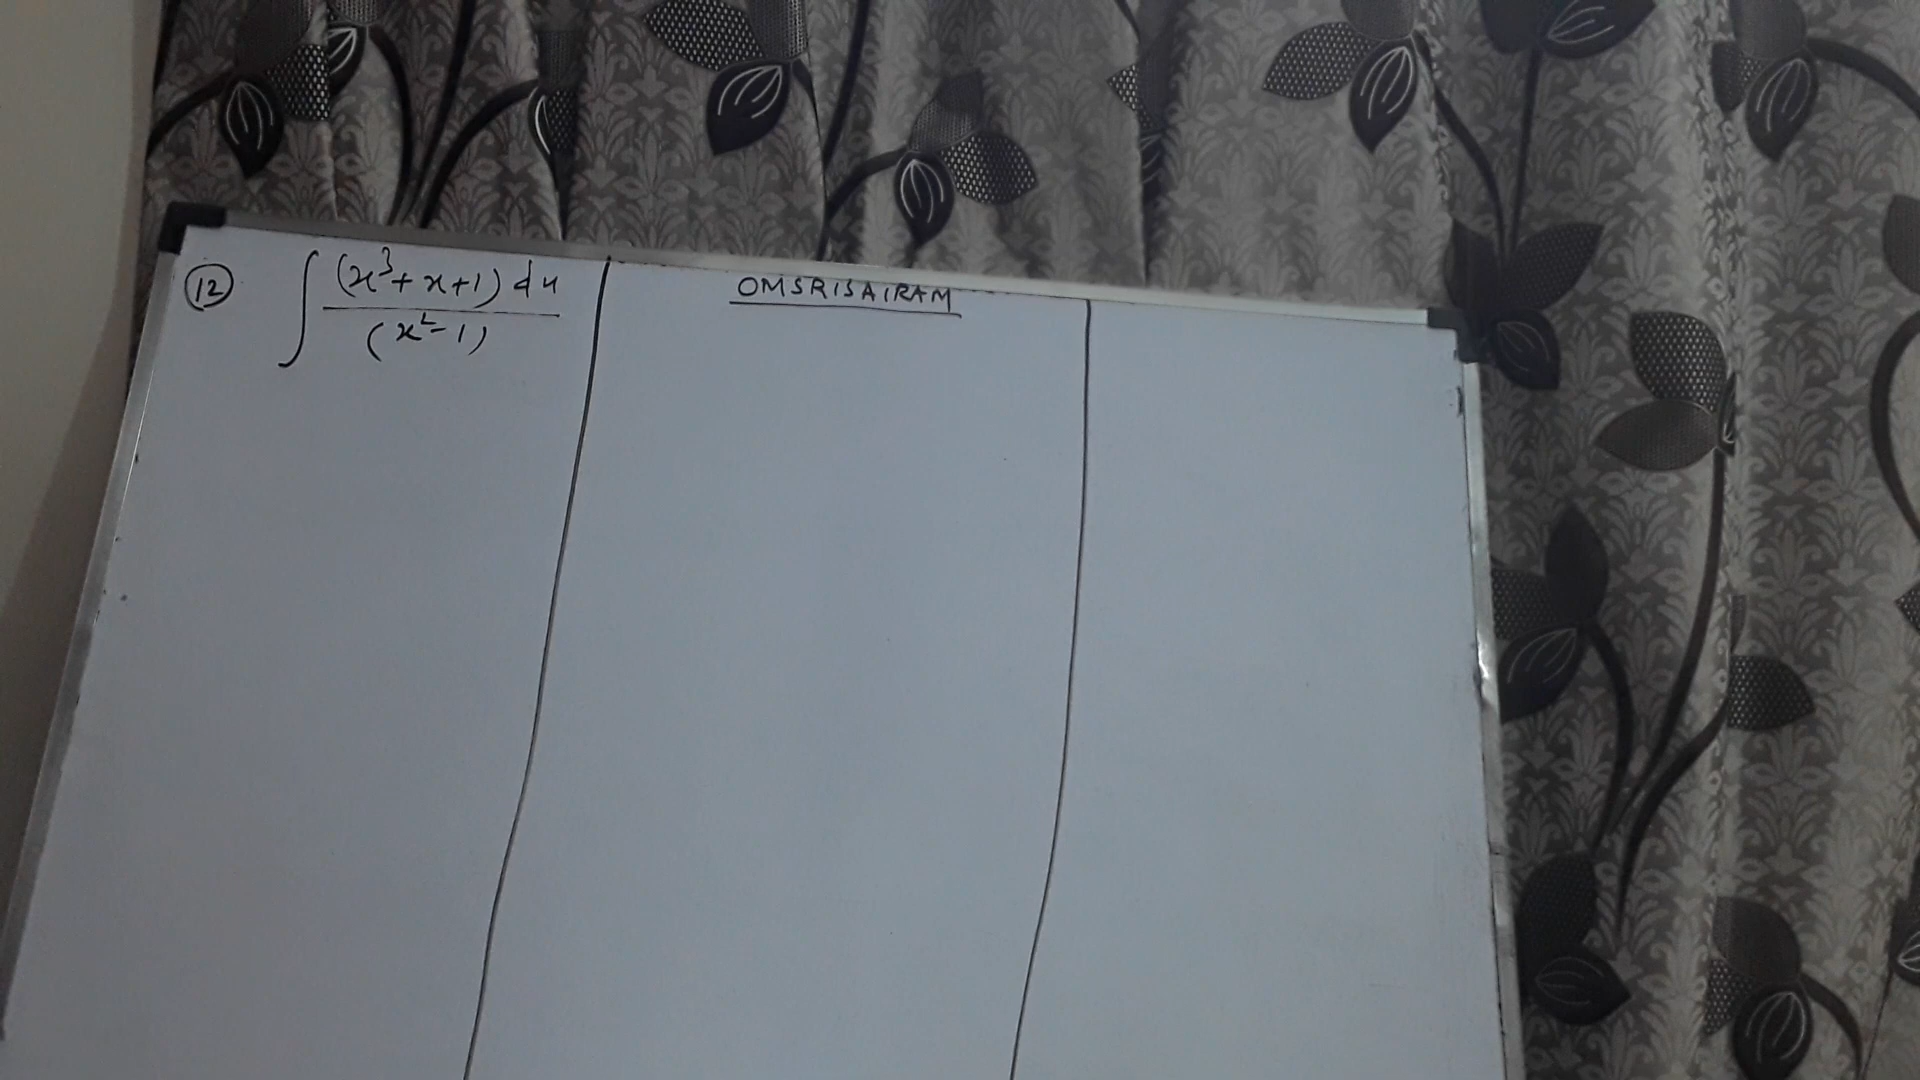 12 ∫ (x³+x+1) dx
(x²-1)
OMSRISAIRAM